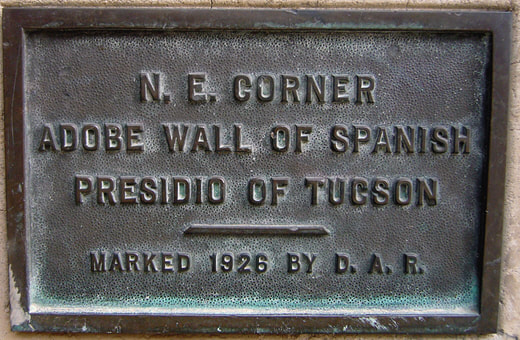 N. E. CORNER
ADOBE WALL OF SPANISH
PRESIDIO OF TUCSON
MARKED 1926 BY D. A. R.